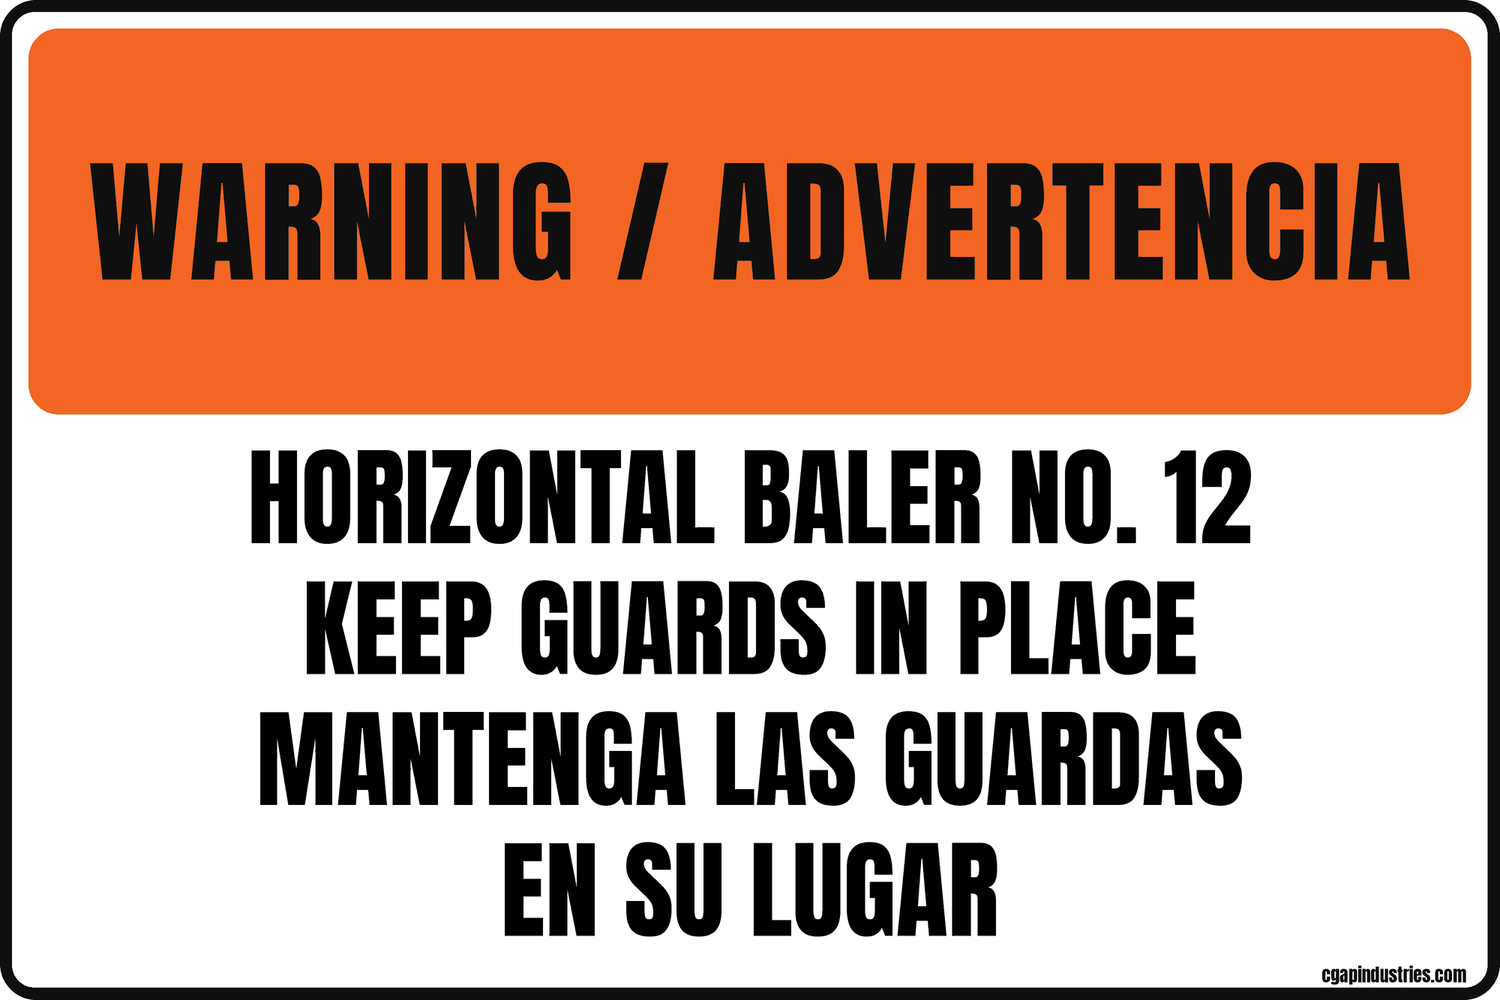 WARNING / ADVERTENCIA
HORIZONTAL BALER NO. 12
KEEP GUARDS IN PLACE
MANTENGA LAS GUARDAS
EN SU LUGAR
cgapindustries.com